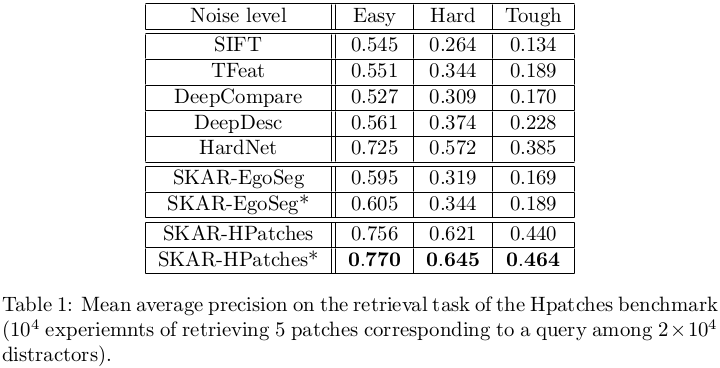 Noise level Easy Hard Tough
SIFT 0.545 0.264 0.134
TFeat 0.551 0.344 0.189
DeepCompare 0.527 0.309 0.170
DeepDesc 0.561 0.374 0.228
HardNet 0.725 0.572 0.385
SKAR-EgoSeg 0.595 0.319 0.169
SKAR-EgoSeg* 0.605 0.344 0.189
SKAR-HPatches 0.756 0.621 0.440
SKAR-HPatches* 0.770 0.645 0.464
Table 1: Mean average precision on the retrieval task of the Hpatches benchmark
(10⁴ experiemnts of retrieving 5 patches corresponding to a query among 2×10⁴
distractors).